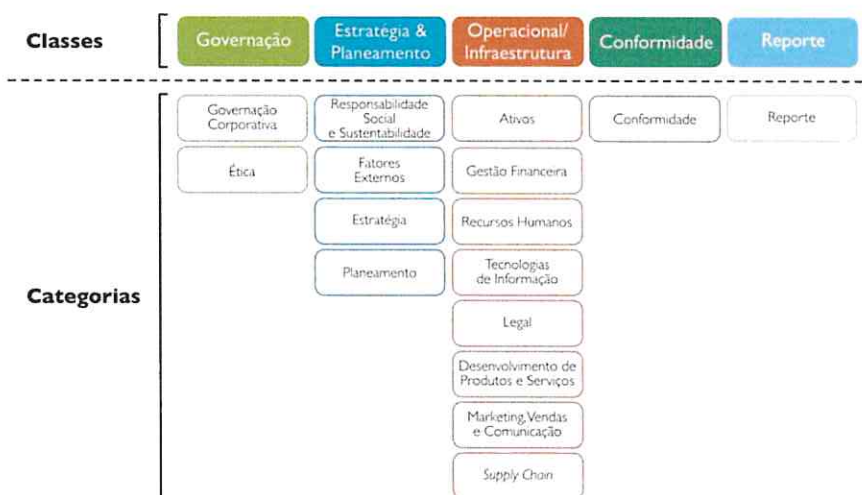 Classes
Governação
Estratégia &
Planeamento
Operacional/
Infraestrutura
Conformidade
Reporte
Categorias
Governação
Corporativa
Ética
Responsabilidade
Social
e Sustentabilidade
Fatores
Externos
Estratégia
Planeamento
Ativos
Gestão Financeira
Recursos Humanos
Tecnologias
de Informação
Legal
Desenvolvimento de
Produtos e Serviços
Marketing, Vendas
e Comunicação
Supply Chain
Conformidade
Reporte